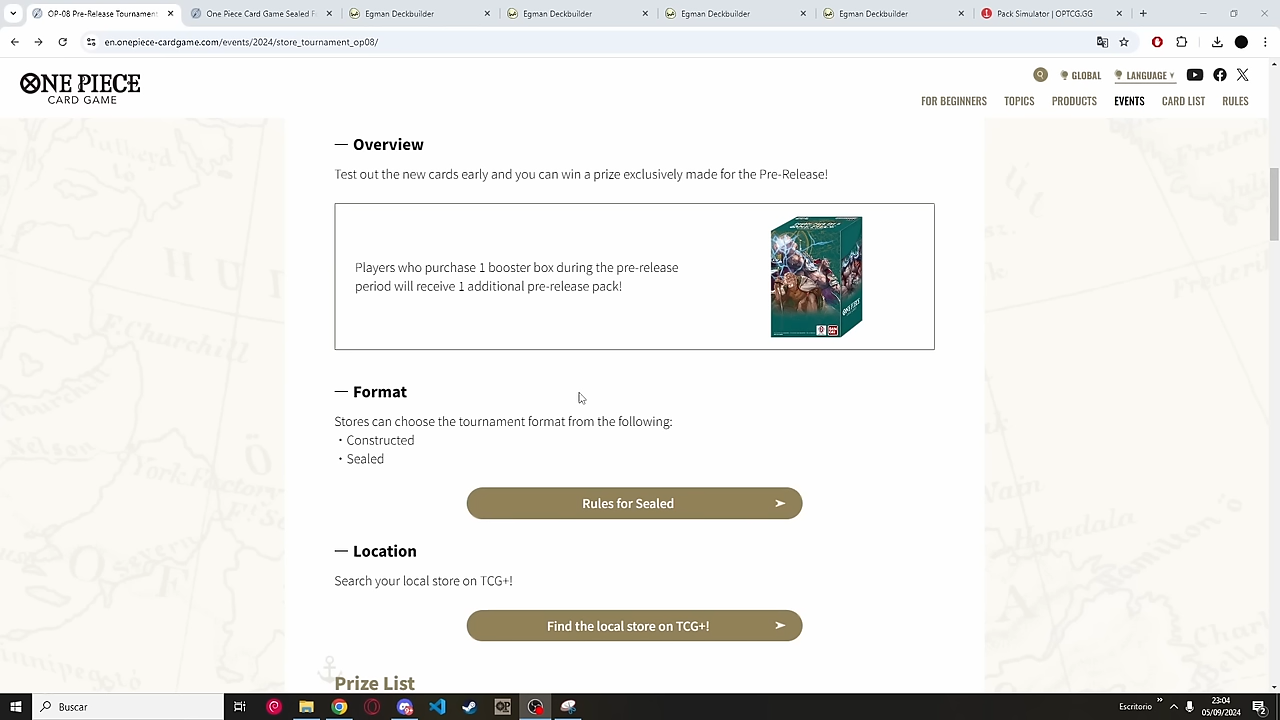 OP-08 Pre-Release Tournamen
One Piece Card Game Sealed F
Egman Deckbuilder
Egman Deckbuilder
Egman Deckbuilder
Egman Deckbuilder
Pack Simulator | OPTCG.GG
en.onepiece-cardgame.com/events/2024/store_tournament_op08/
ONE PIECE
CARD GAME
GLOBAL
LANGUAGE
FOR BEGINNERS
TOPICS
PRODUCTS
EVENTS
CARD LIST
RULES
— Overview
Test out the new cards early and you can win a prize exclusively made for the Pre-Release!
Players who purchase 1 booster box during the pre-release
period will receive 1 additional pre-release pack!
— Format
Stores can choose the tournament format from the following:
・Constructed
・Sealed
Rules for Sealed
— Location
Search your local store on TCG+!
Find the local store on TCG+!
Prize List
Buscar
Escritorio
23:04
05/09/2024